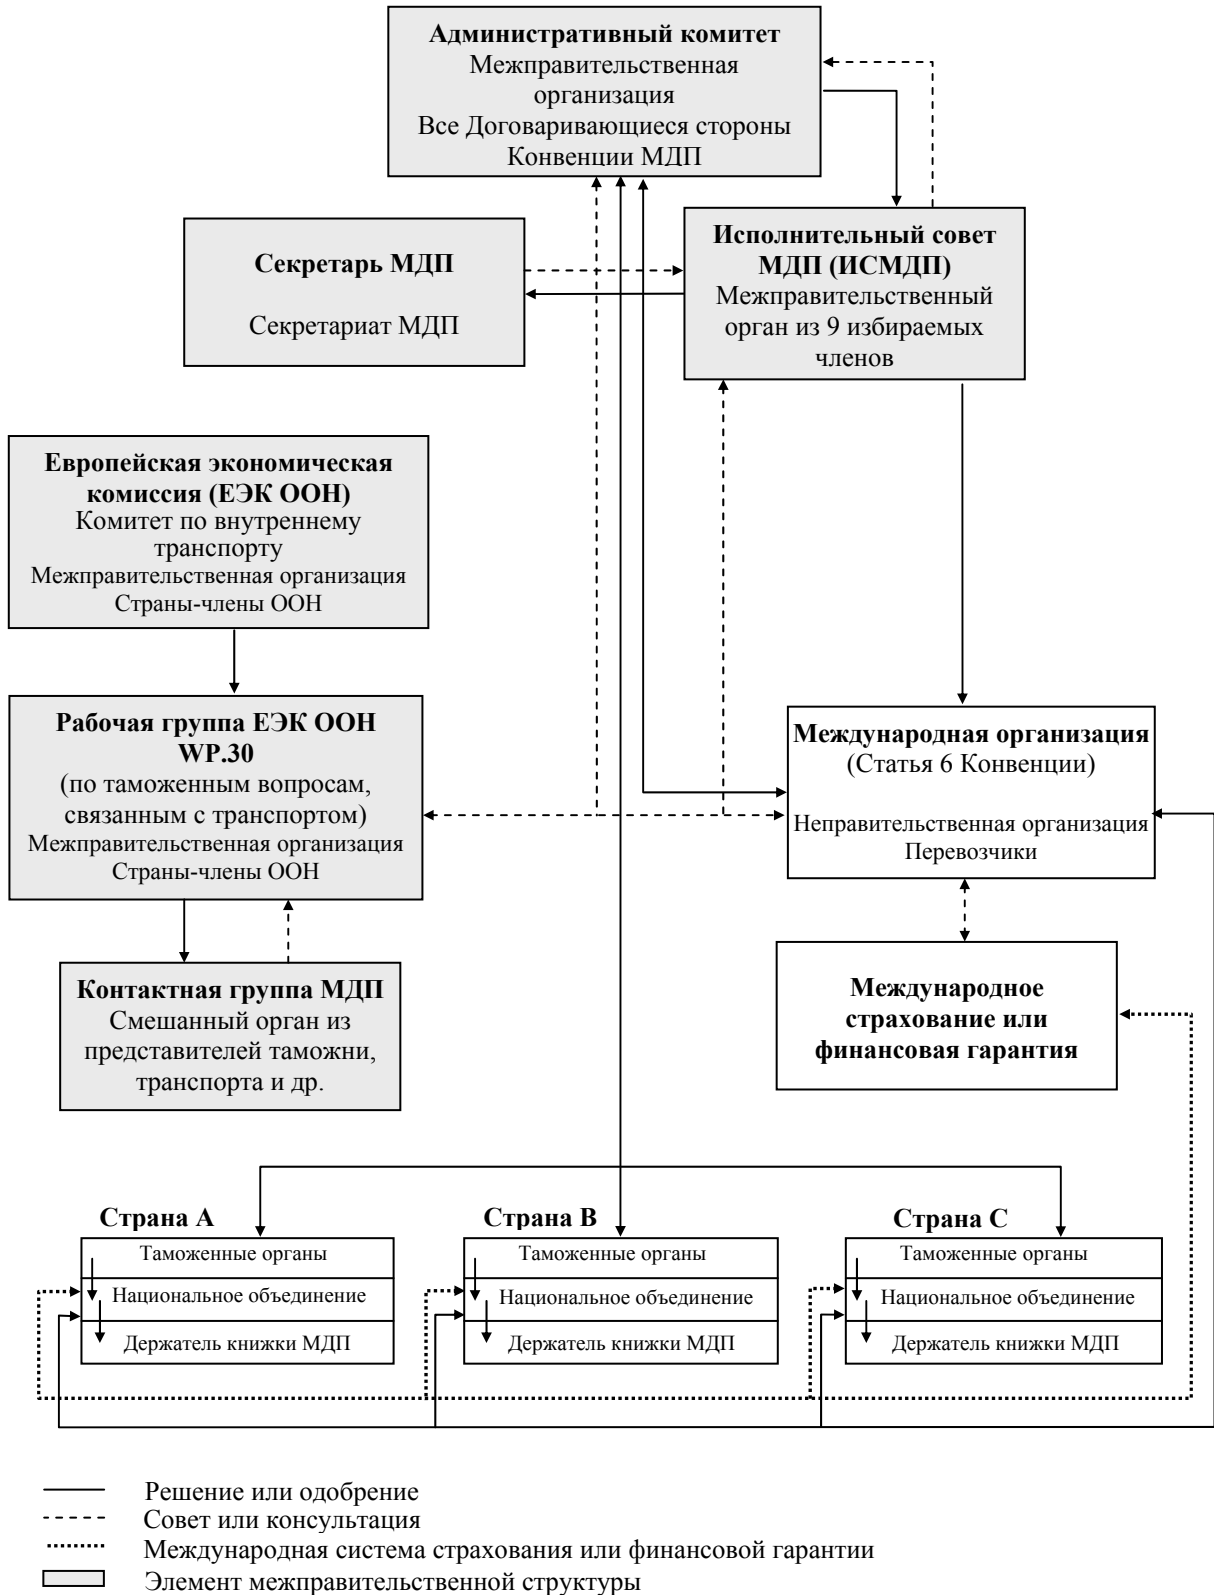 Административный комитет
Межправительственная
организация
Все Договаривающиеся стороны
Конвенции МДП
Секретарь МДП
Секретариат МДП
Исполнительный совет
МДП (ИСМДП)
Межправительственный
орган из 9 избираемых
членов
Европейская экономическая
комиссия (ЕЭК ООН)
Комитет по внутреннему
транспорту
Межправительственная организация
Страны-члены ООН
Рабочая группа ЕЭК ООН
WP.30
(по таможенным вопросам,
связанным с транспортом)
Межправительственная организация
Страны-члены ООН
Международная организация
(Статья 6 Конвенции)
Неправительственная организация
Перевозчики
Контактная группа МДП
Смешанный орган из
представителей таможни,
транспорта и др.
Международное
страхование или
финансовая гарантия
Страна А
Таможенные органы
Национальное объединение
Держатель книжки МДП
Страна В
Таможенные органы
Национальное объединение
Держатель книжки МДП
Страна С
Таможенные органы
Национальное объединение
Держатель книжки МДП
Решение или одобрение
Совет или консультация
Международная система страхования или финансовой гарантии
Элемент межправительственной структуры